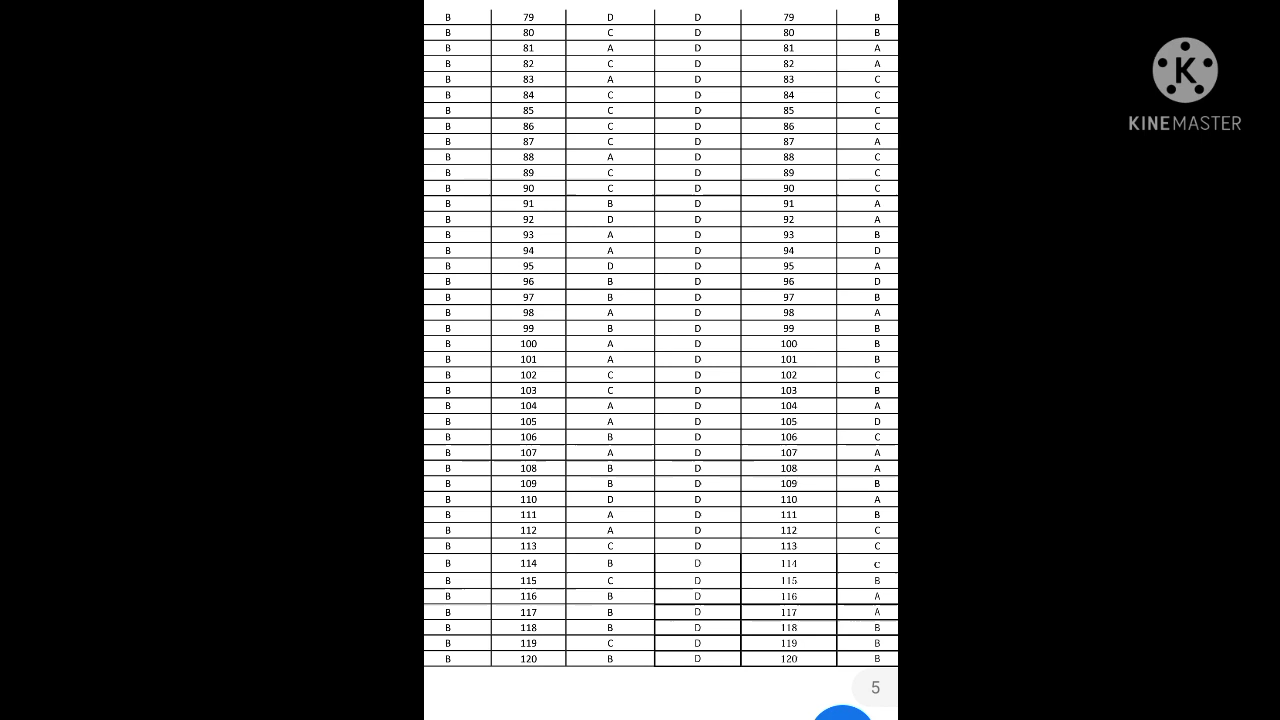 B 79 D D 79 B
B 80 C D 80 B
B 81 A D 81 A
B 82 C D 82 A
B 83 A D 83 C
B 84 C D 84 C
B 85 C D 85 C
B 86 C D 86 C
B 87 C D 87 A
B 88 A D 88 C
B 89 C D 89 C
B 90 C D 90 C
B 91 B D 91 A
B 92 D D 92 A
B 93 A D 93 B
B 94 A D 94 D
B 95 D D 95 A
B 96 B D 96 D
B 97 B D 97 B
B 98 A D 98 A
B 99 B D 99 B
B 100 A D 100 B
B 101 A D 101 B
B 102 C D 102 C
B 103 C D 103 B
B 104 A D 104 A
B 105 A D 105 D
B 106 B D 106 C
B 107 A D 107 A
B 108 B D 108 A
B 109 B D 109 B
B 110 D D 110 A
B 111 A D 111 B
B 112 A D 112 C
B 113 C D 113 C
B 114 B D 114 C
B 115 C D 115 B
B 116 B D 116 A
B 117 B D 117 A
B 118 B D 118 B
B 119 C D 119 B
B 120 B D 120 B
5
K
KINEMASTER